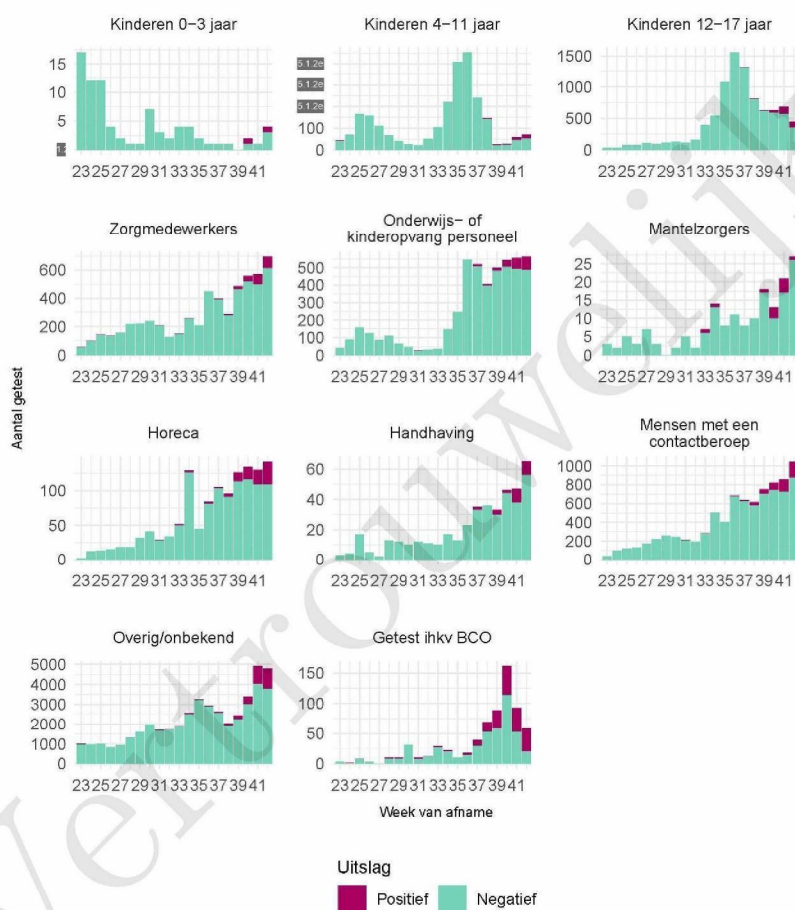 Kinderen 0−3 jaar
Kinderen 4−11 jaar
Kinderen 12−17 jaar
15
10
5
5.1.2e
5.1.2e
5.1.2e
100
0
1500
1000
500
0
23 25 27 29 31 33 35 37 39 41
23 25 27 29 31 33 35 37 39 41
23 25 27 29 31 33 35 37 39 41
Zorgmedewerkers
Onderwijs− of
kinderopvang personeel
Mantelzorgers
600
400
200
0
500
400
300
200
100
0
25
20
15
10
5
0
23 25 27 29 31 33 35 37 39 41
23 25 27 29 31 33 35 37 39 41
23 25 27 29 31 33 35 37 39 41
Aantal getest
Horeca
Handhaving
Mensen met een
contactberoep
100
50
0
60
40
20
0
1000
800
600
400
200
0
23 25 27 29 31 33 35 37 39 41
23 25 27 29 31 33 35 37 39 41
23 25 27 29 31 33 35 37 39 41
Overig/onbekend
Getest ihkv BCO
5000
4000
3000
2000
1000
0
150
100
50
0
23 25 27 29 31 33 35 37 39 41
23 25 27 29 31 33 35 37 39 41
Week van afname
Uitslag
Positief
Negatief
Vertrouwelijk